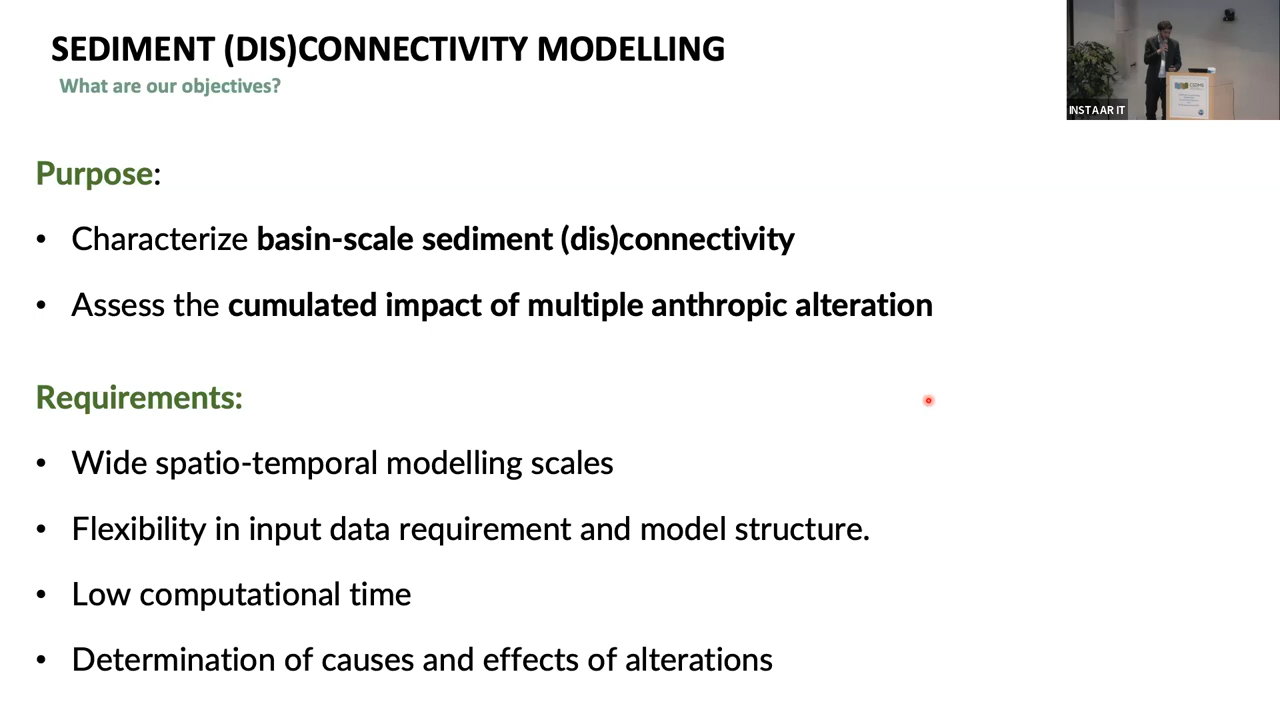 SEDIMENT (DIS)CONNECTIVITY MODELLING
What are our objectives?
INSTAAR IT
Purpose:
• Characterize basin-scale sediment (dis)connectivity
• Assess the cumulated impact of multiple anthropic alteration
Requirements:
• Wide spatio-temporal modelling scales
• Flexibility in input data requirement and model structure.
• Low computational time
• Determination of causes and effects of alterations